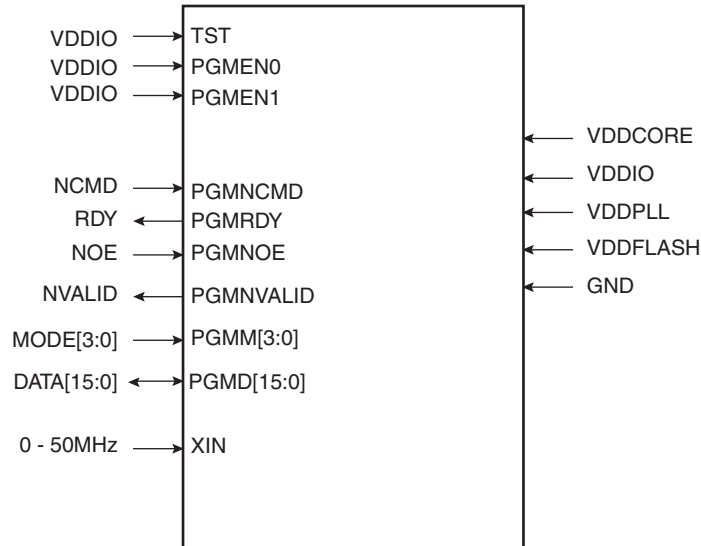 VDDIO TST
VDDIO PGMEN0
VDDIO PGMEN1
VDDCORE
VDDIO
NCMD PGMNCMD
RDY PGMRDY
VDDPLL
NOE PGMNOE
VDDFLASH
NVALID PGMNVALID
GND
MODE[3:0] PGMM[3:0]
DATA[15:0] PGMD[15:0]
0 - 50MHz XIN